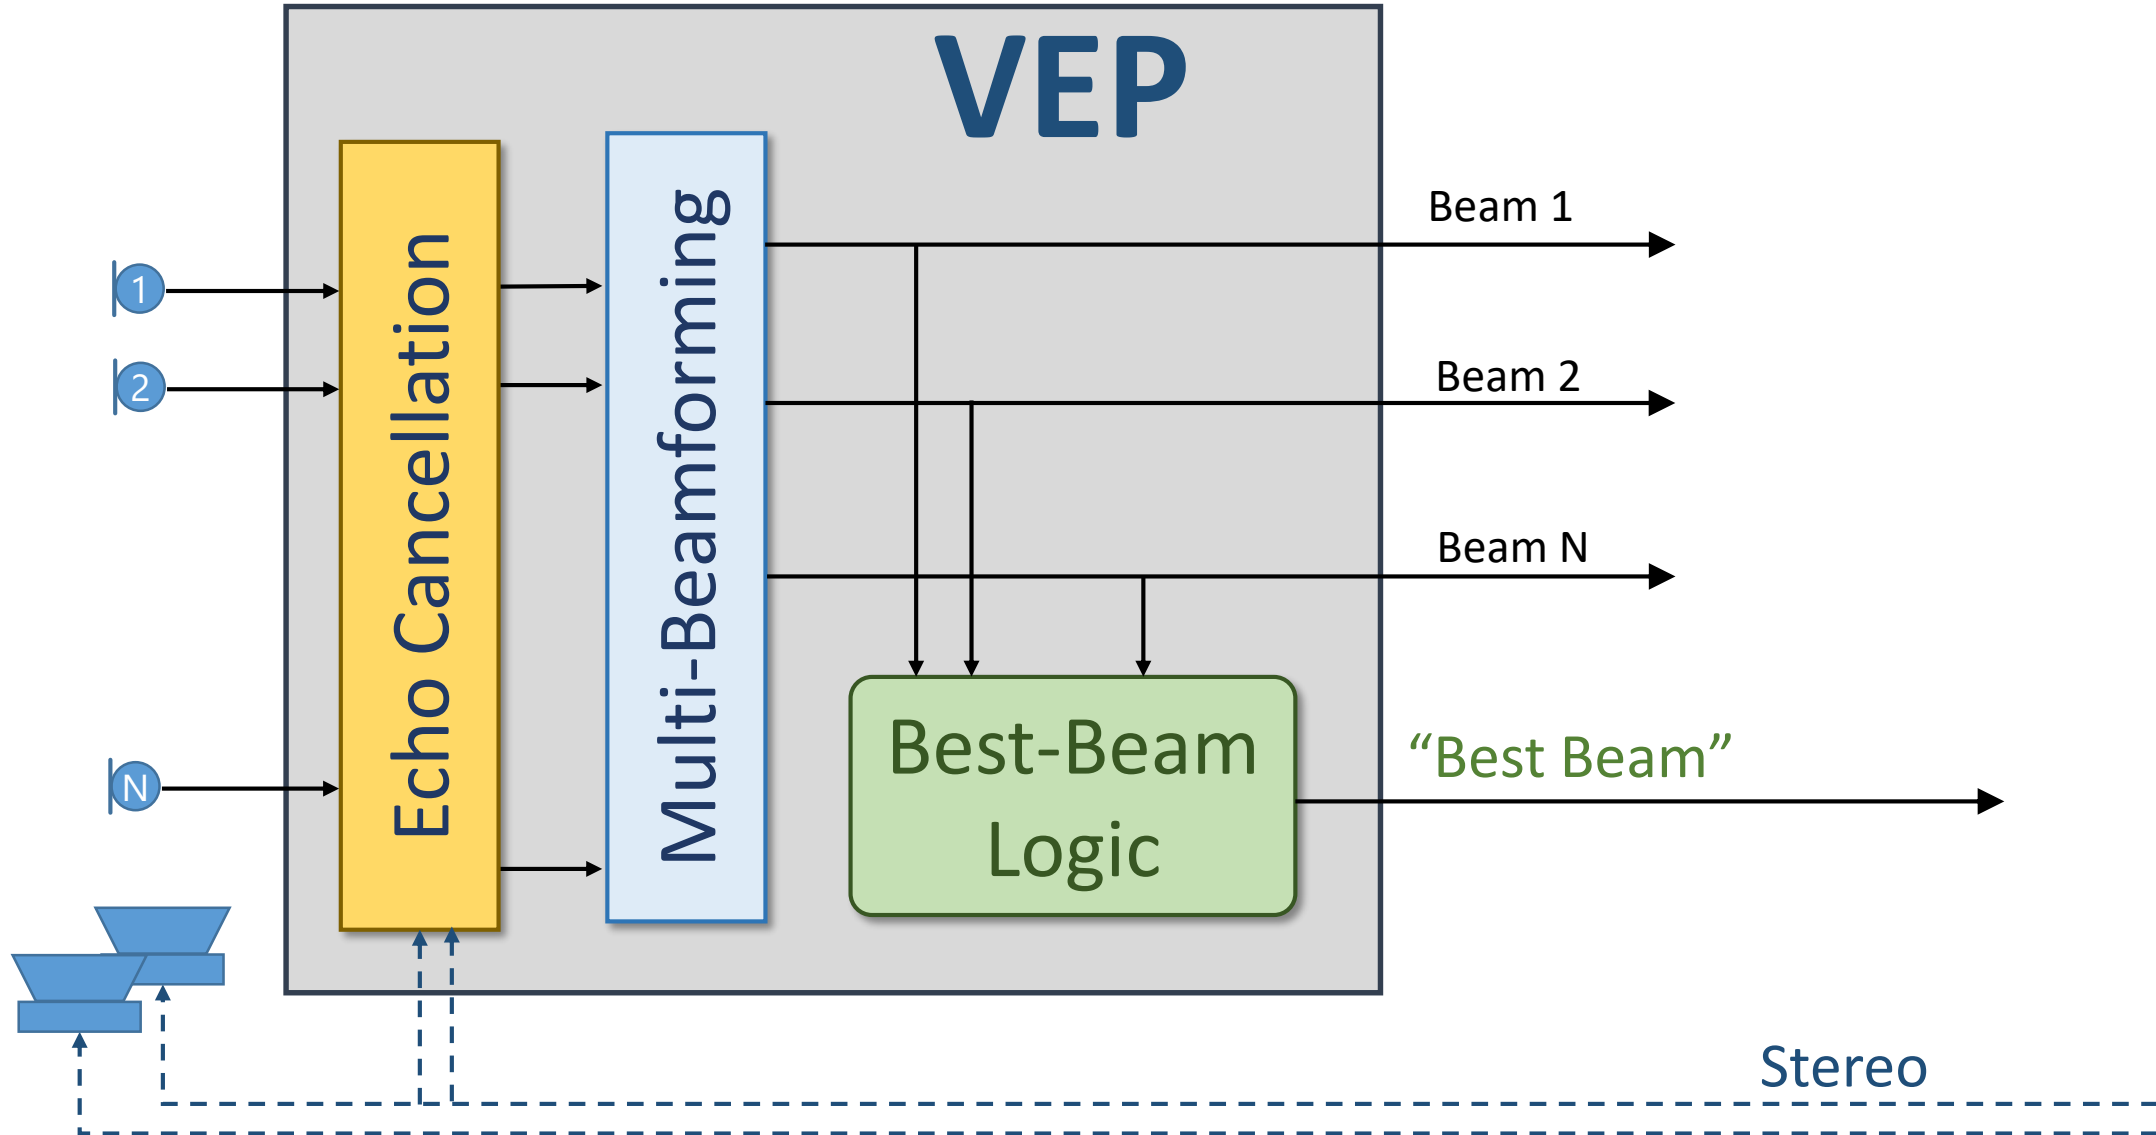 VEP
Echo Cancellation
Multi-Beamforming
Beam 1
1
2
Beam 2
Beam N
N
Best-Beam
Logic
“Best Beam”
Stereo